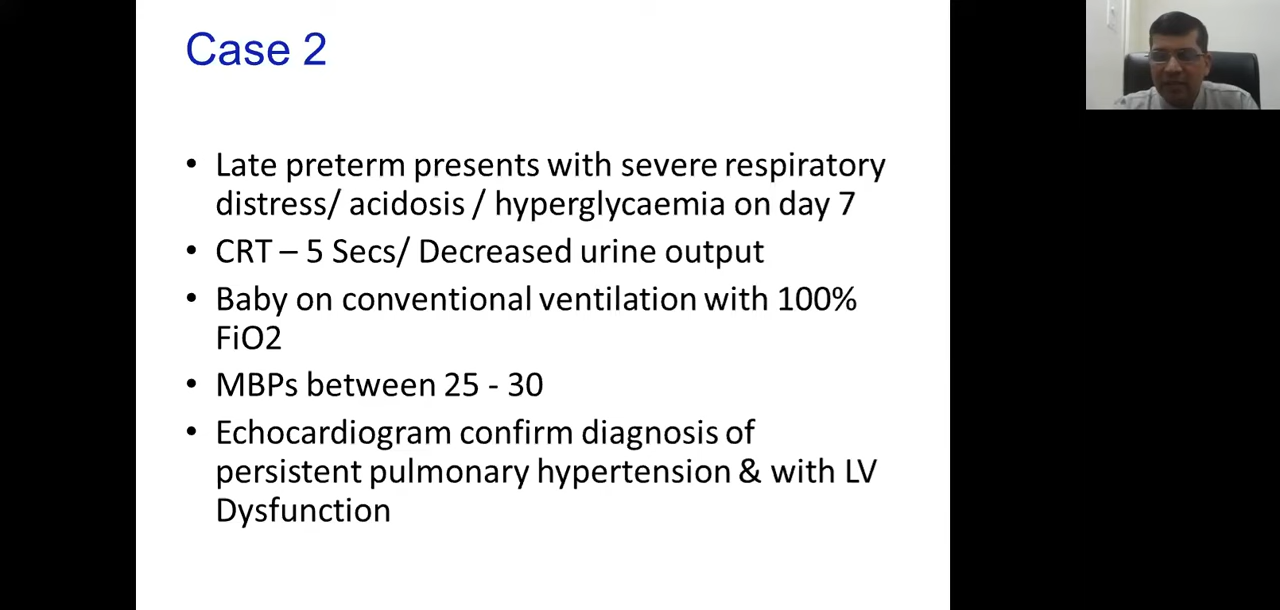 Case 2
• Late preterm presents with severe respiratory
distress/ acidosis / hyperglycaemia on day 7
• CRT – 5 Secs/ Decreased urine output
• Baby on conventional ventilation with 100%
FiO2
• MBPs between 25 - 30
• Echocardiogram confirm diagnosis of
persistent pulmonary hypertension & with LV
Dysfunction